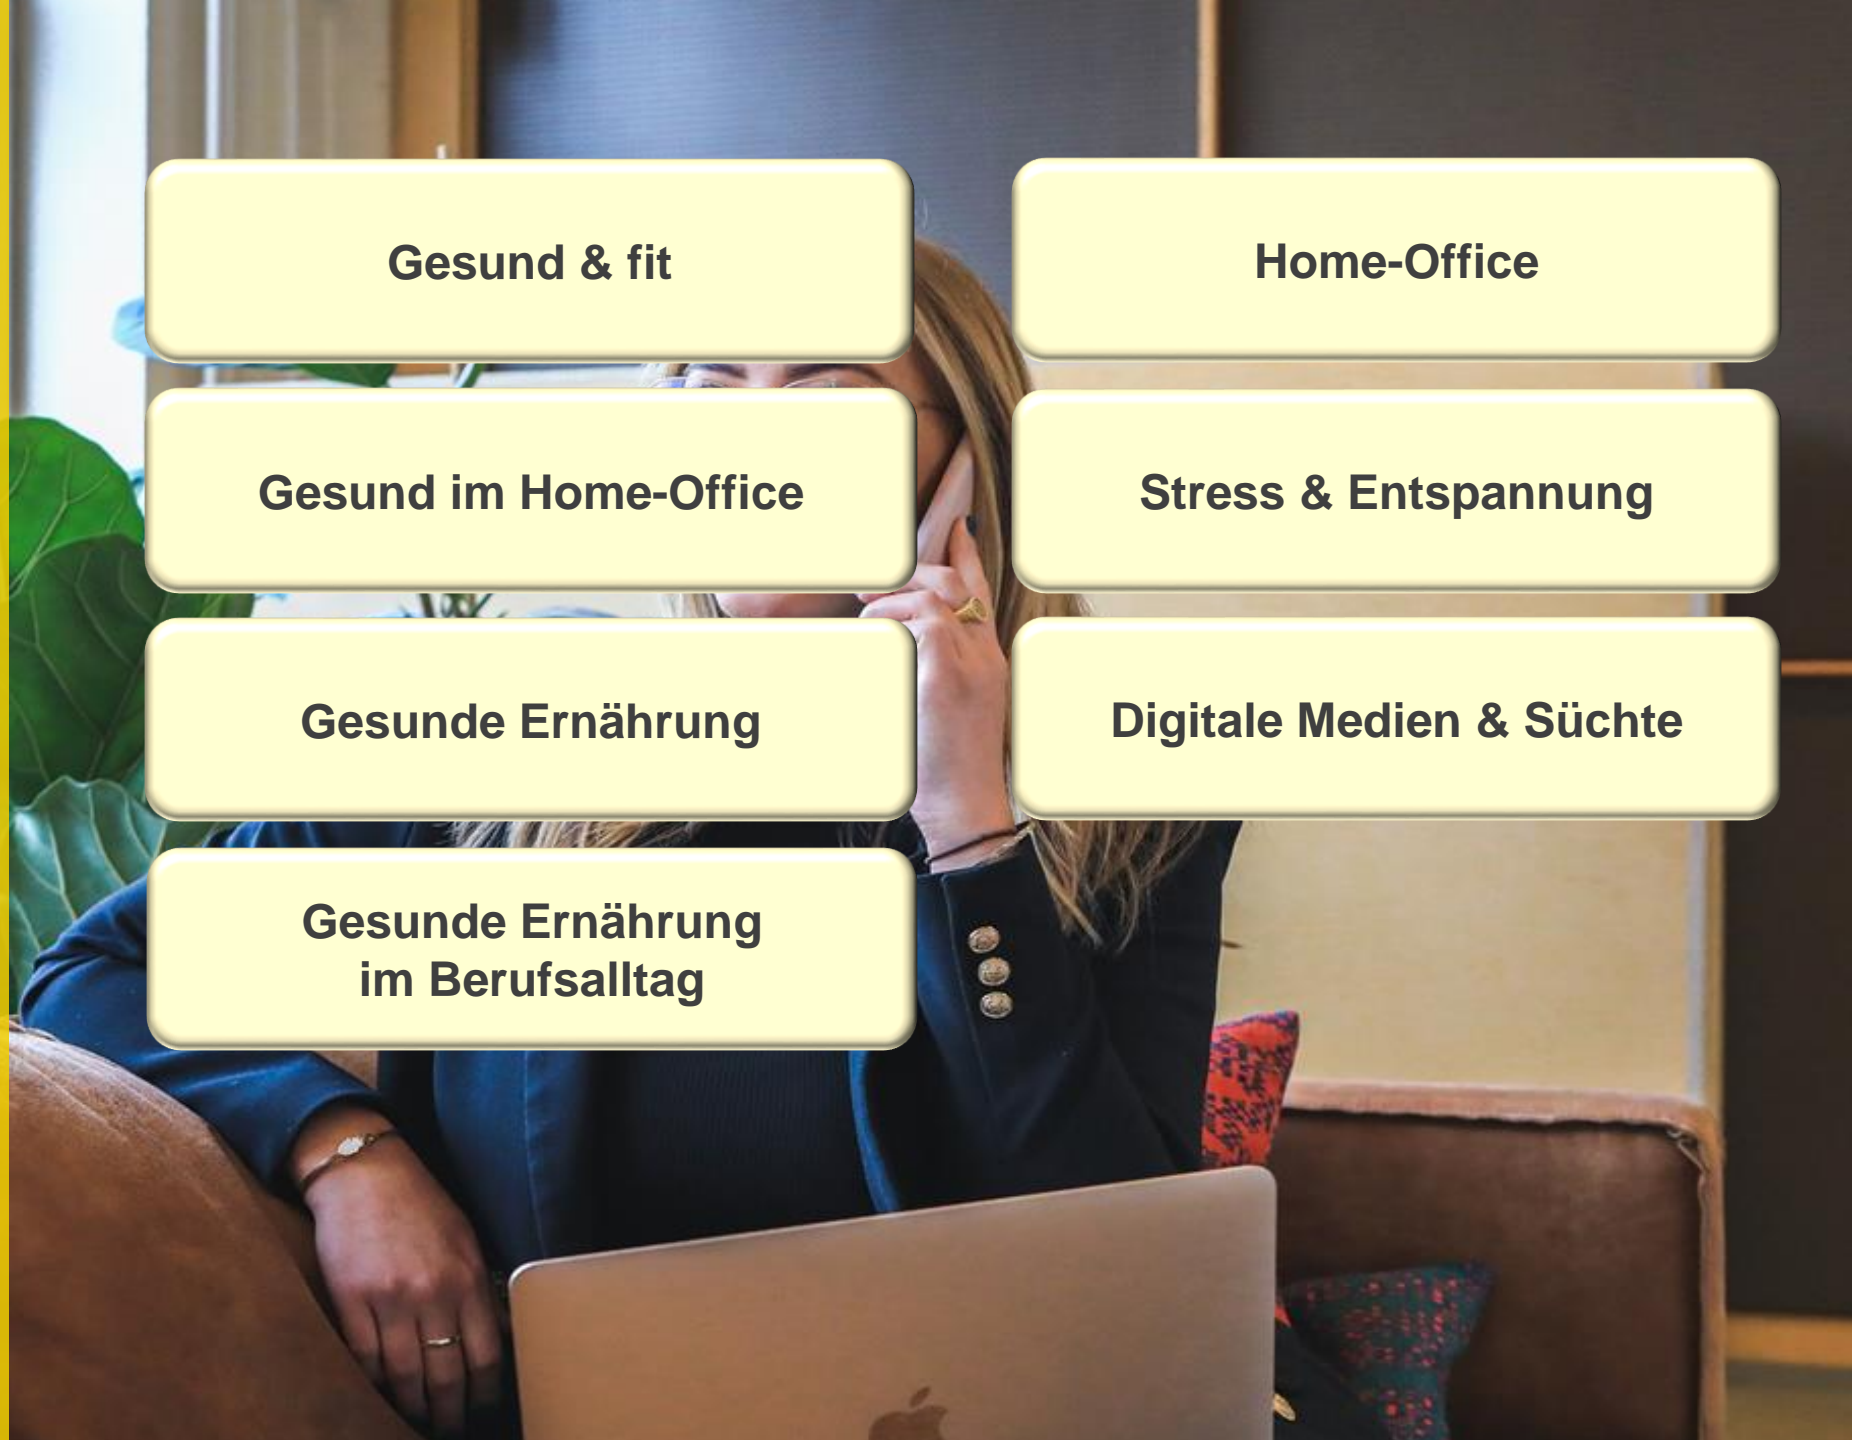 Gesund & fit
Gesund im Home-Office
Gesunde Ernährung
Gesunde Ernährung
im Berufsalltag
Home-Office
Stress & Entspannung
Digitale Medien & Süchte